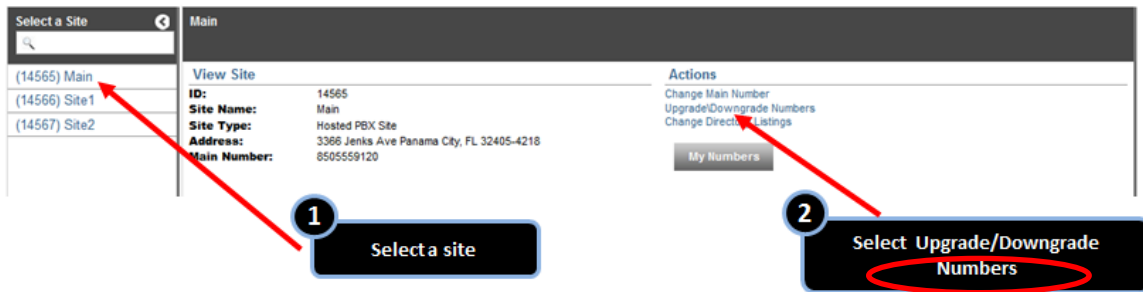 Select a Site
Main
(14565) Main
(14566) Site1
(14567) Site2
View Site
ID: 14565
Site Name: Main
Site Type: Hosted PBX Site
Address: 3366 Jenks Ave Panama City, FL 32405-4218
Main Number: 8505559120
Actions
Change Main Number
Upgrade\Downgrade Numbers
Change Directory Listings
My Numbers
1
Select a site
2
Select Upgrade/Downgrade
Numbers